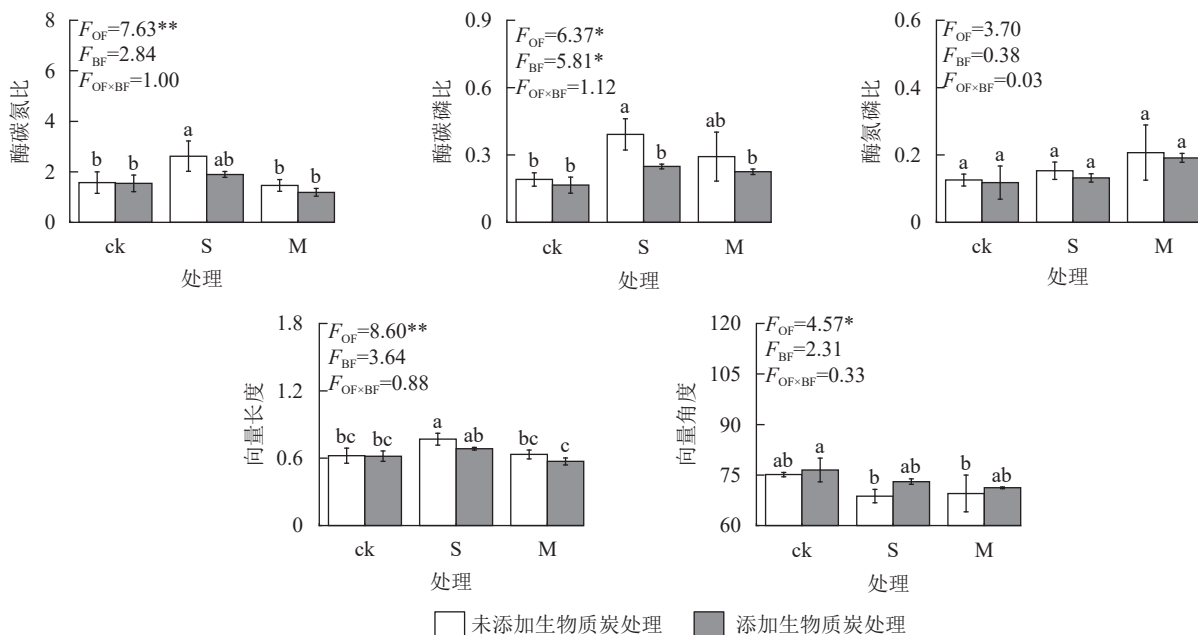 8
6
4
2
0
酶碳氮比
F_OF=7.63**
F_BF=2.84
F_OF×BF=1.00
b b a ab b b
ck S M
处理
0.9
0.6
0.3
0
酶碳磷比
F_OF=6.37*
F_BF=5.81*
F_OF×BF=1.12
b b a b ab b
ck S M
处理
0.6
0.4
0.2
0
酶氮磷比
F_OF=3.70
F_BF=0.38
F_OF×BF=0.03
a a a a a a
ck S M
处理
1.8
1.2
0.6
0
向量长度
F_OF=8.60**
F_BF=3.64
F_OF×BF=0.88
bc bc a ab bc c
ck S M
处理
120
105
90
75
60
向量角度
F_OF=4.57*
F_BF=2.31
F_OF×BF=0.33
ab a b ab b ab
ck S M
处理
未添加生物质炭处理 添加生物质炭处理